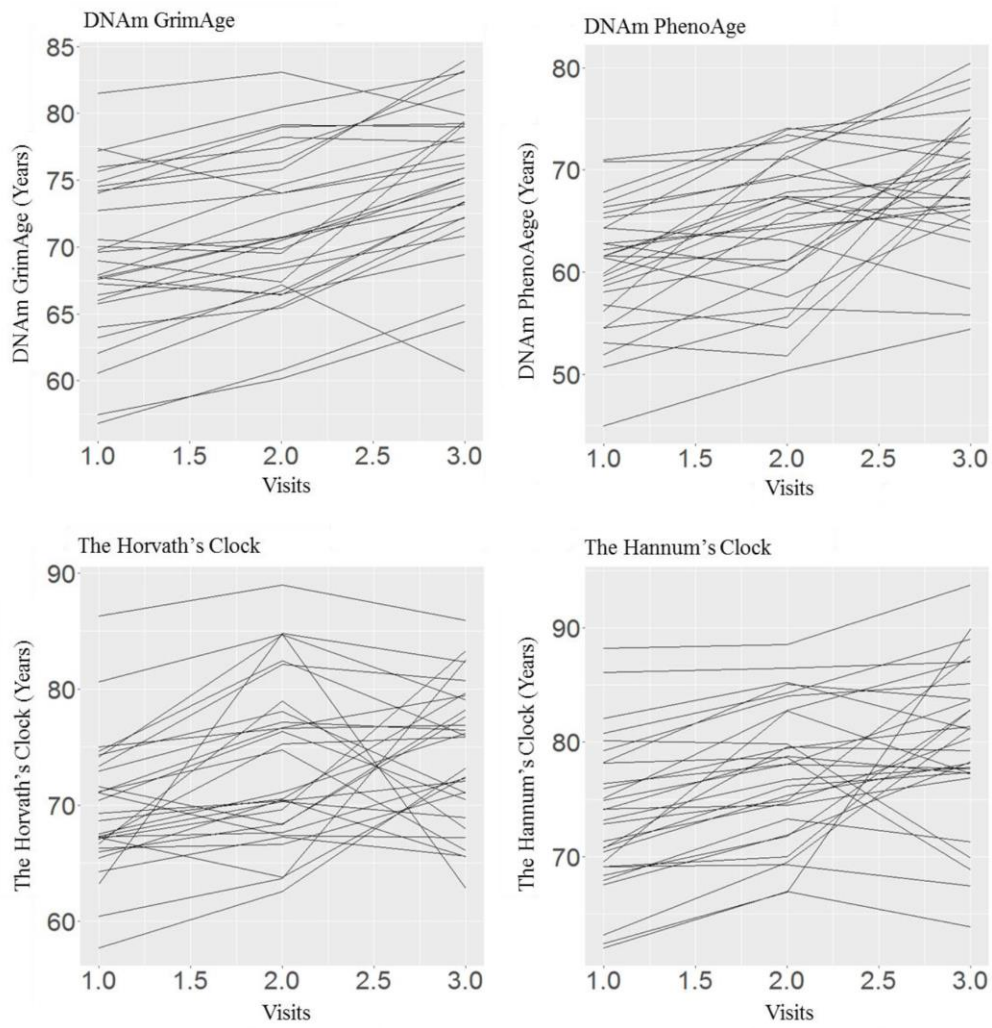 DNAm GrimAge
DNAm GrimAge (Years)
85
80
75
70
65
60
1.0 1.5 2.0 2.5 3.0
Visits
DNAm PhenoAge
DNAm PhenoAege (Years)
80
70
60
50
1.0 1.5 2.0 2.5 3.0
Visits
The Horvath’s Clock
The Horvath’s Clock (Years)
90
80
70
60
1.0 1.5 2.0 2.5 3.0
Visits
The Hannum’s Clock
The Hannum’s Clock (Years)
90
80
70
1.0 1.5 2.0 2.5 3.0
Visits